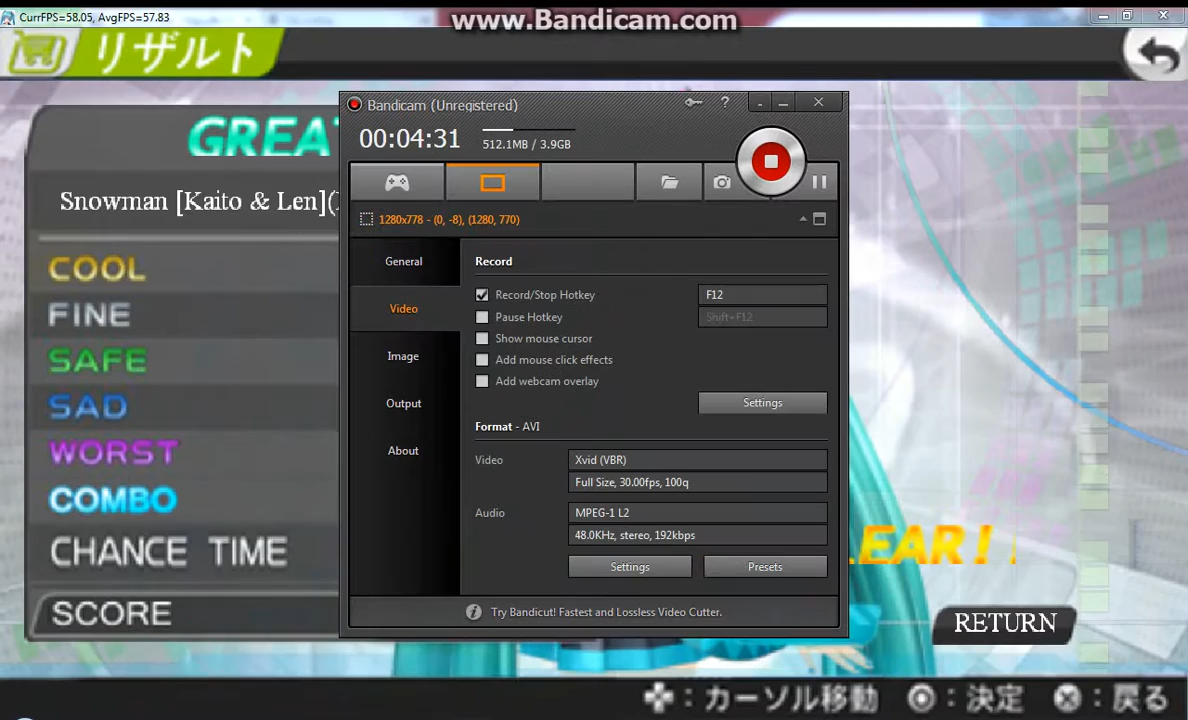 CurrFPS=58.05, AvgFPS=57.83
www.Bandicam.com
リザルト
GREAT
Snowman [Kaito & Len](
COOL
FINE
SAFE
SAD
WORST
COMBO
CHANCE TIME
SCORE
Bandicam (Unregistered)
?
00:04:31
512.1MB / 3.9GB
1280x778 - (0, -8), (1280, 770)
General
Video
Image
Output
About
Record
Record/Stop Hotkey
F12
Pause Hotkey
Shift+F12
Show mouse cursor
Add mouse click effects
Add webcam overlay
Settings
Format - AVI
Video
Xvid (VBR)
Full Size, 30.00fps, 100q
Audio
MPEG-1 L2
48.0KHz, stereo, 192kbps
Settings
Presets
Try Bandicut! Fastest and Lossless Video Cutter.
LEAR!
RETURN
:カーソル移動 :決定 :戻る